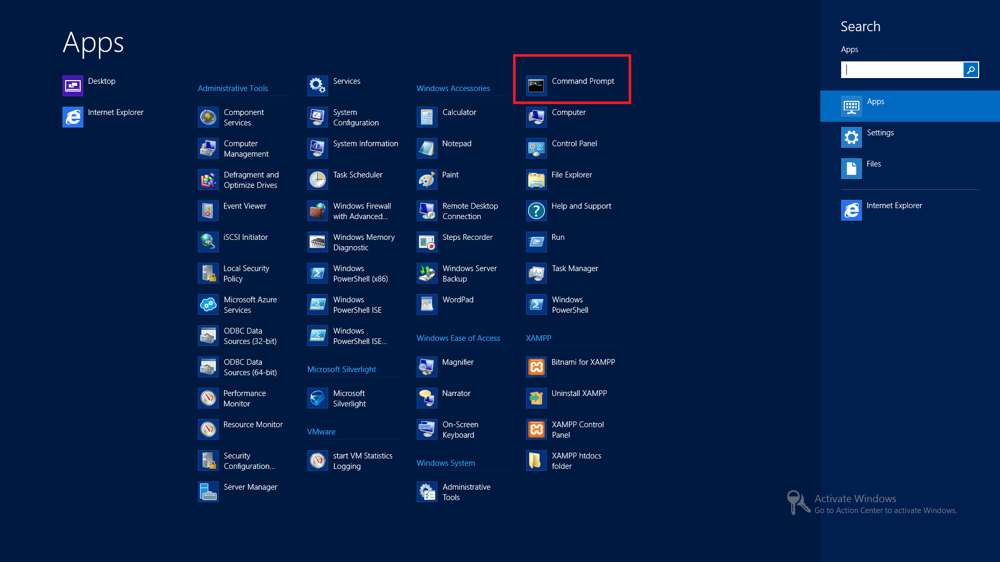 Apps
Desktop
Internet Explorer
Administrative Tools
Component
Services
Computer
Management
Defragment and
Optimize Drives
Event Viewer
iSCSI Initiator
Local Security
Policy
Microsoft Azure
Services
ODBC Data
Sources (32-bit)
ODBC Data
Sources (64-bit)
Performance
Monitor
Resource Monitor
Security
Configuration...
Server Manager
Services
System
Configuration
System Information
Task Scheduler
Windows Firewall
with Advanced...
Windows Memory
Diagnostic
Windows
PowerShell (x86)
Windows
PowerShell ISE
Windows
PowerShell ISE...
Microsoft Silverlight
Microsoft
Silverlight
VMware
start VM Statistics
Logging
Windows Accessories
Calculator
Notepad
Paint
Remote Desktop
Connection
Steps Recorder
Windows Server
Backup
WordPad
Windows Ease of Access
Magnifier
Narrator
On-Screen
Keyboard
Windows System
Administrative
Tools
C:\_
Command Prompt
Computer
Control Panel
File Explorer
Help and Support
Run
Task Manager
Windows
PowerShell
XAMPP
Bitnami for XAMPP
Uninstall XAMPP
XAMPP Control
Panel
XAMPP htdocs
folder
Search
Apps
Apps
Settings
Files
Internet Explorer
Activate Windows
Go to Action Center to activate Windows.